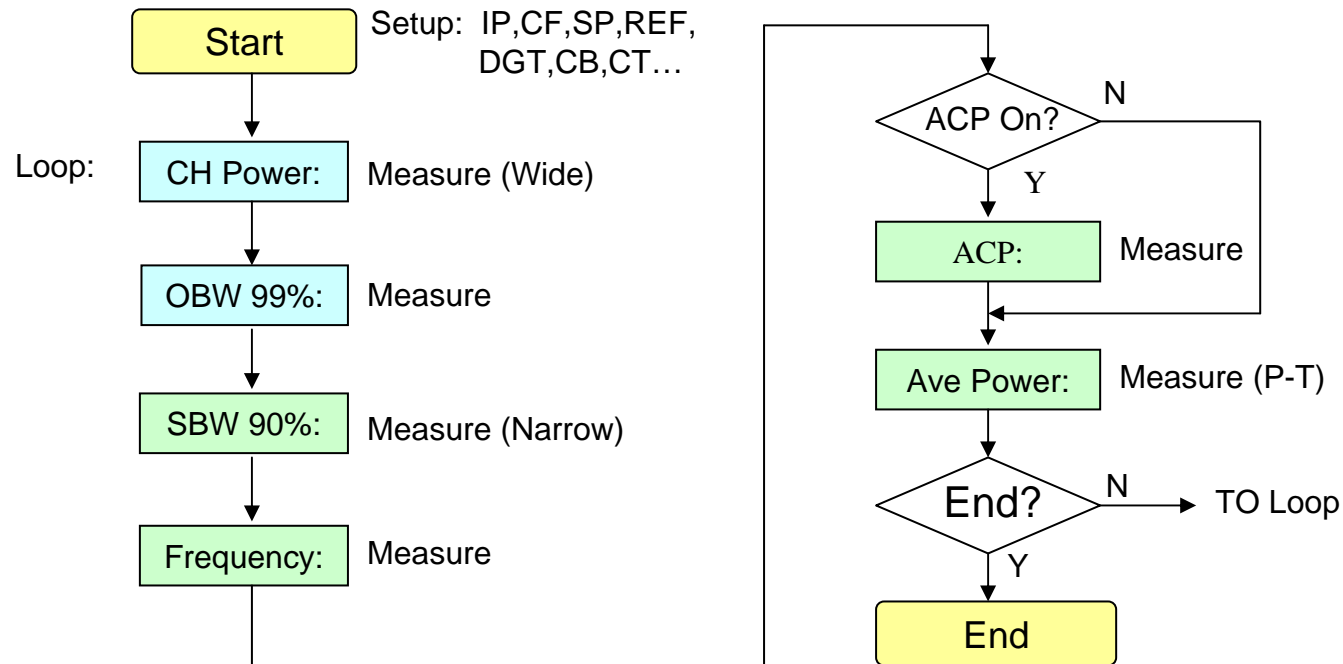 Start
Setup: IP,CF,SP,REF,
DGT,CB,CT…
Loop:
CH Power:
Measure (Wide)
OBW 99%:
Measure
SBW 90%:
Measure (Narrow)
Frequency:
Measure
ACP On?
N
Y
ACP:
Measure
Ave Power:
Measure (P-T)
End?
N
TO Loop
Y
End